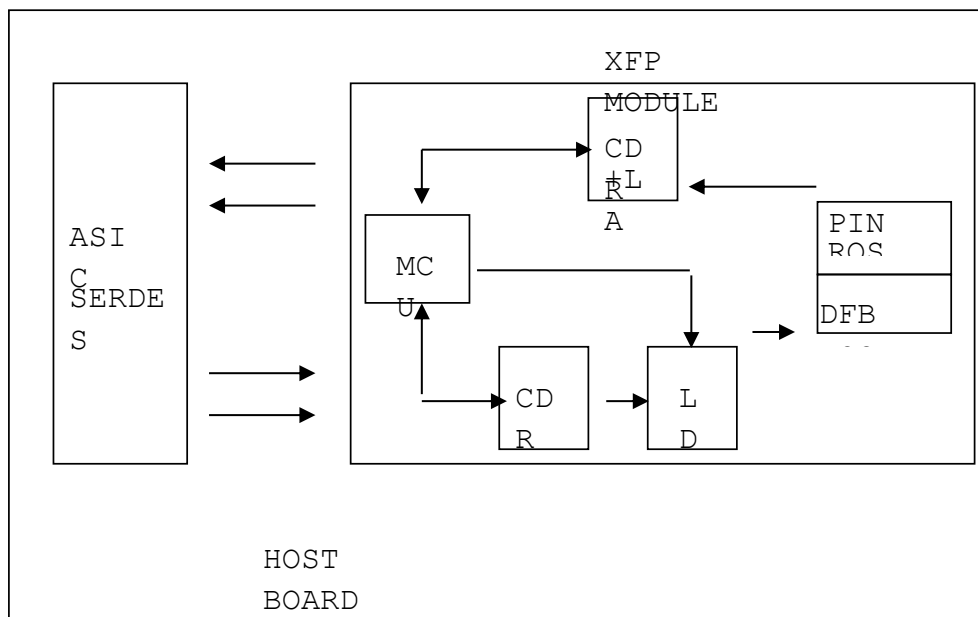 XFP
MODULE
CD
+L
R
A
ASI
C
SERDE
S
MC
U
PIN
DFB
CD
R
L
D
HOST
BOARD